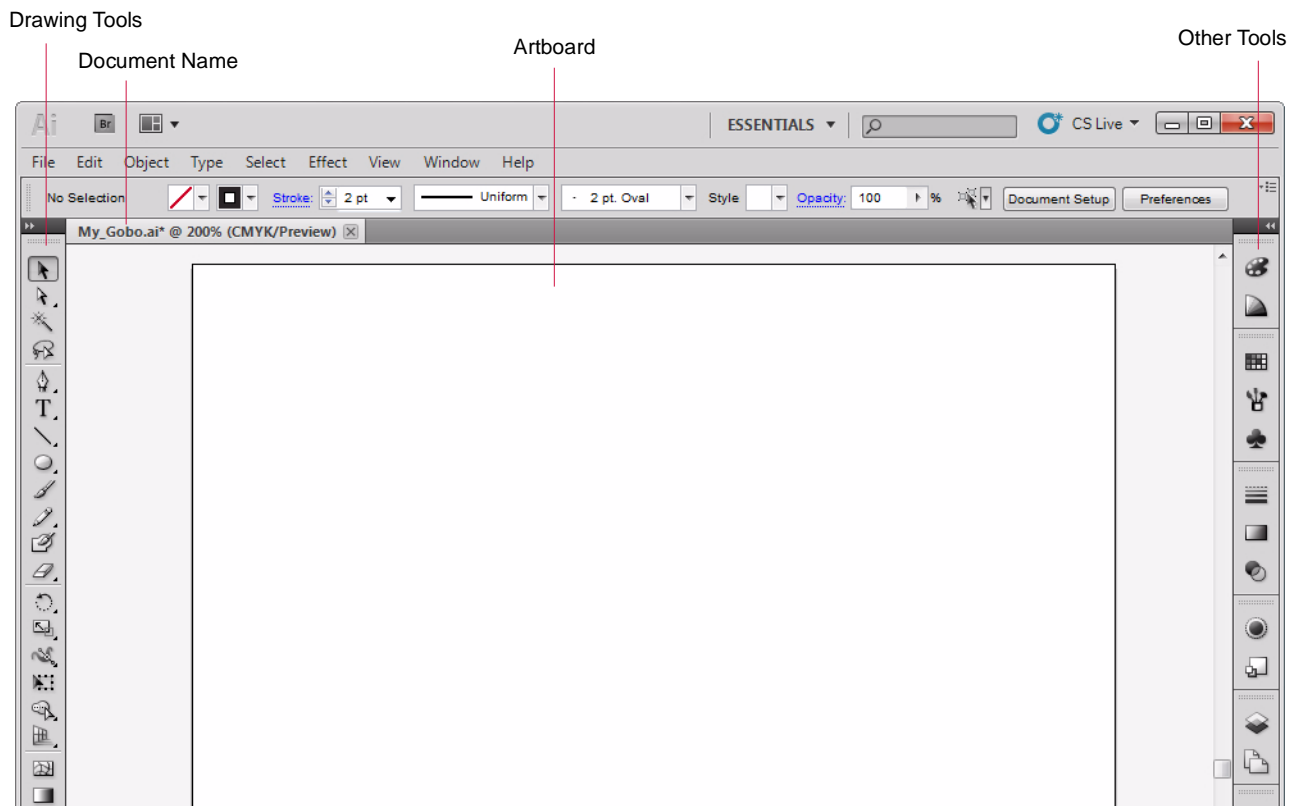 Drawing Tools
Document Name
Artboard
Other Tools
Ai Br ESSENTIALS CS Live
File Edit Object Type Select Effect View Window Help
No Selection Stroke: 2 pt Uniform - 2 pt. Oval Style Opacity: 100 % Document Setup Preferences
My_Gobo.ai* @ 200% (CMYK/Preview)
T